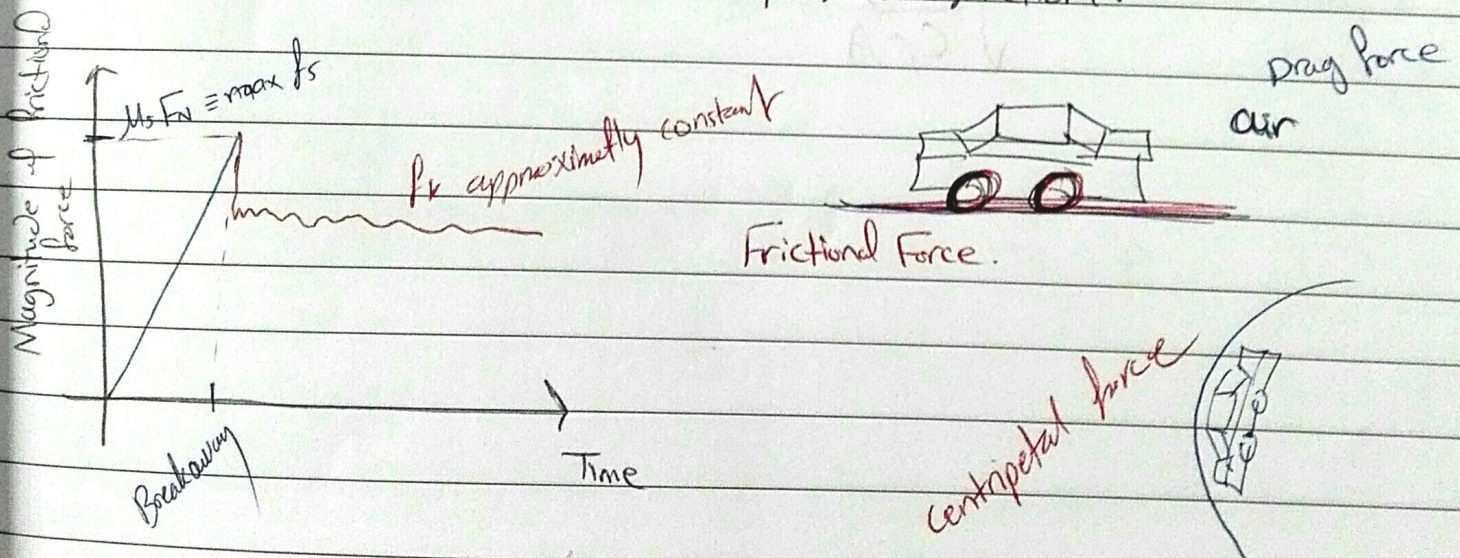 Magnitude of frictional
force
μs FN ≡ max fs
fk approximetly constant
Breakaway
Time
Drag force
air
Frictional Force.
centripetal force